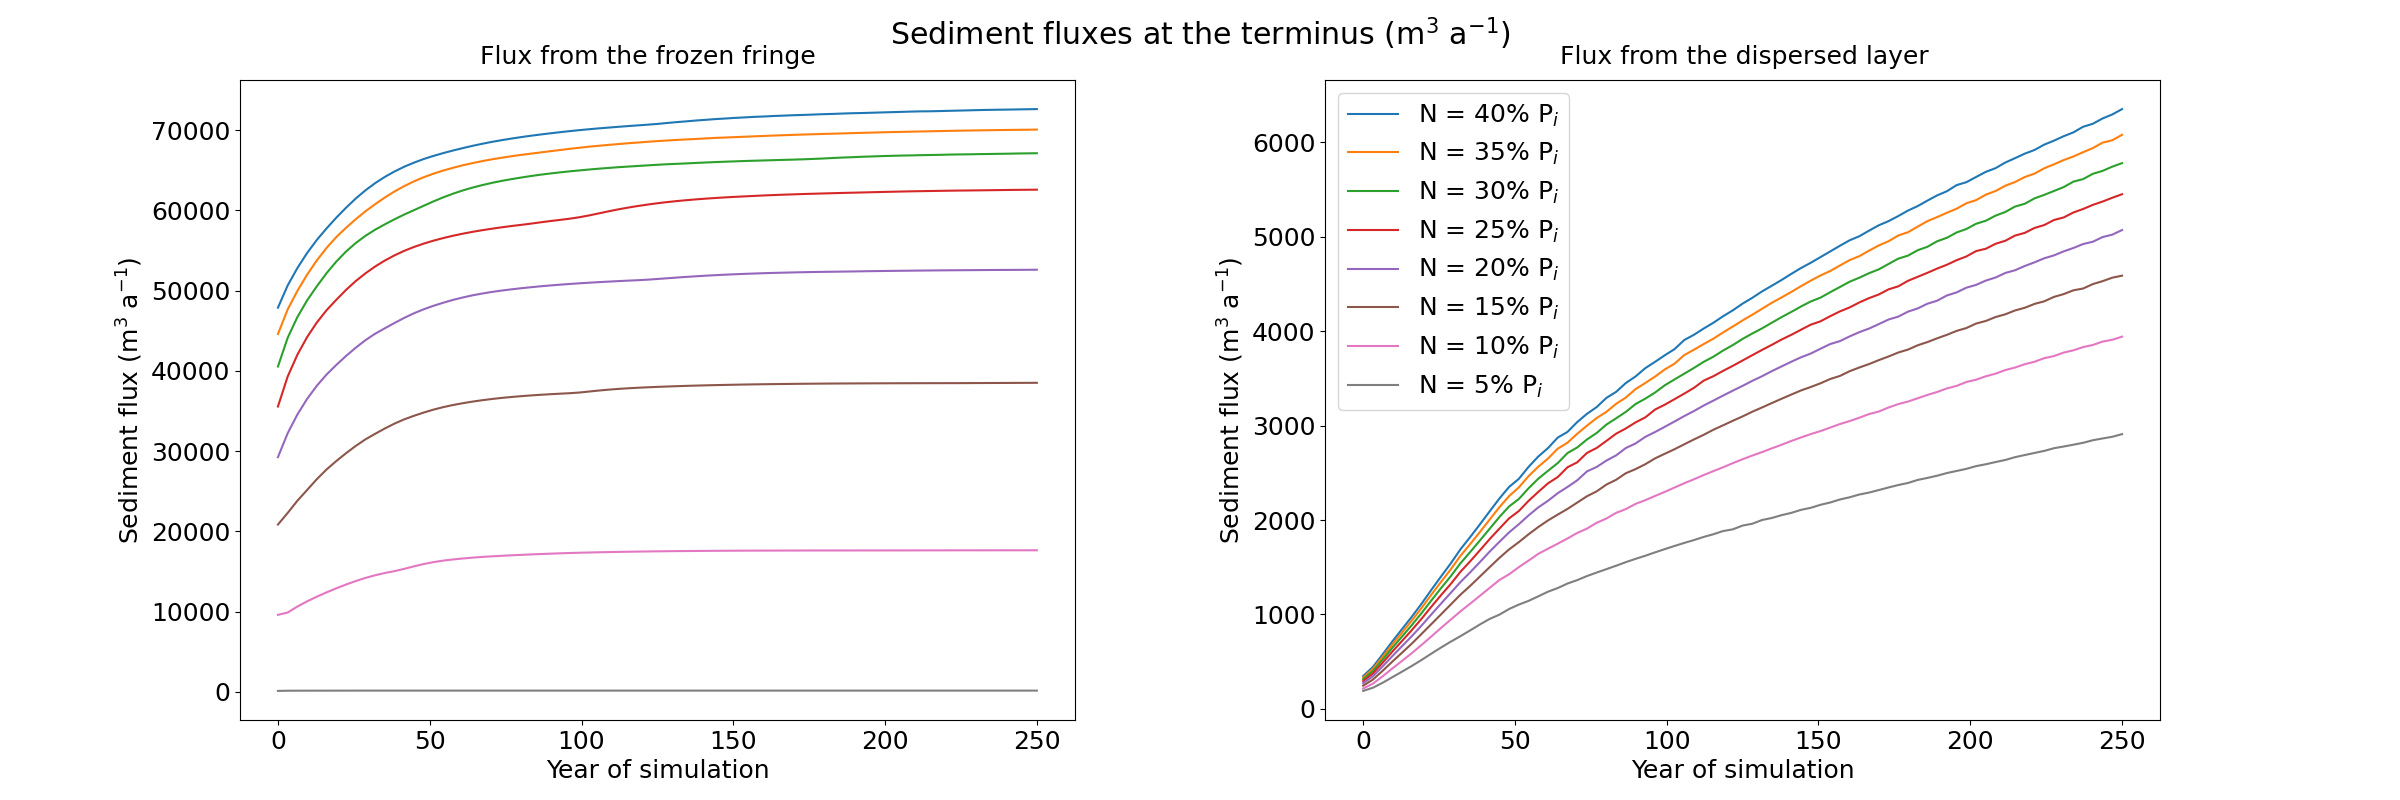 Sediment fluxes at the terminus (m³ a⁻¹)
Flux from the frozen fringe
70000
60000
50000
40000
30000
20000
10000
0
Sediment flux (m³ a⁻¹)
0 50 100 150 200 250
Year of simulation
Flux from the dispersed layer
N = 40% Pᵢ
N = 35% Pᵢ
N = 30% Pᵢ
N = 25% Pᵢ
N = 20% Pᵢ
N = 15% Pᵢ
N = 10% Pᵢ
N = 5% Pᵢ
6000
5000
4000
3000
2000
1000
0
Sediment flux (m³ a⁻¹)
0 50 100 150 200 250
Year of simulation